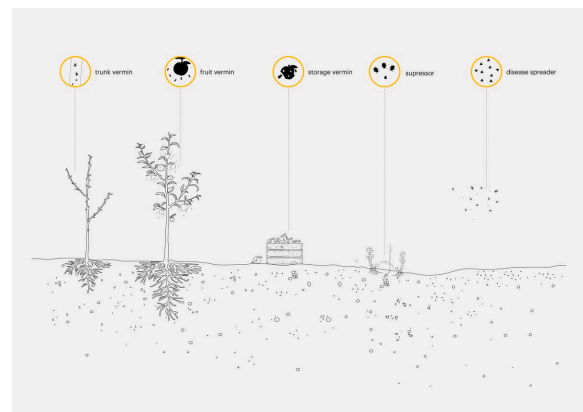 trunk vermin
fruit vermin
storage vermin
supressor
disease spreader